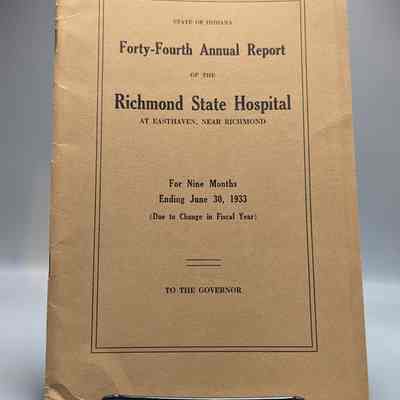 STATE OF INDIANA
Forty-Fourth Annual Report
OF THE
Richmond State Hospital
AT EASTHAVEN, NEAR RICHMOND
For Nine Months
Ending June 30, 1933
(Due to Change in Fiscal Year)
TO THE GOVERNOR